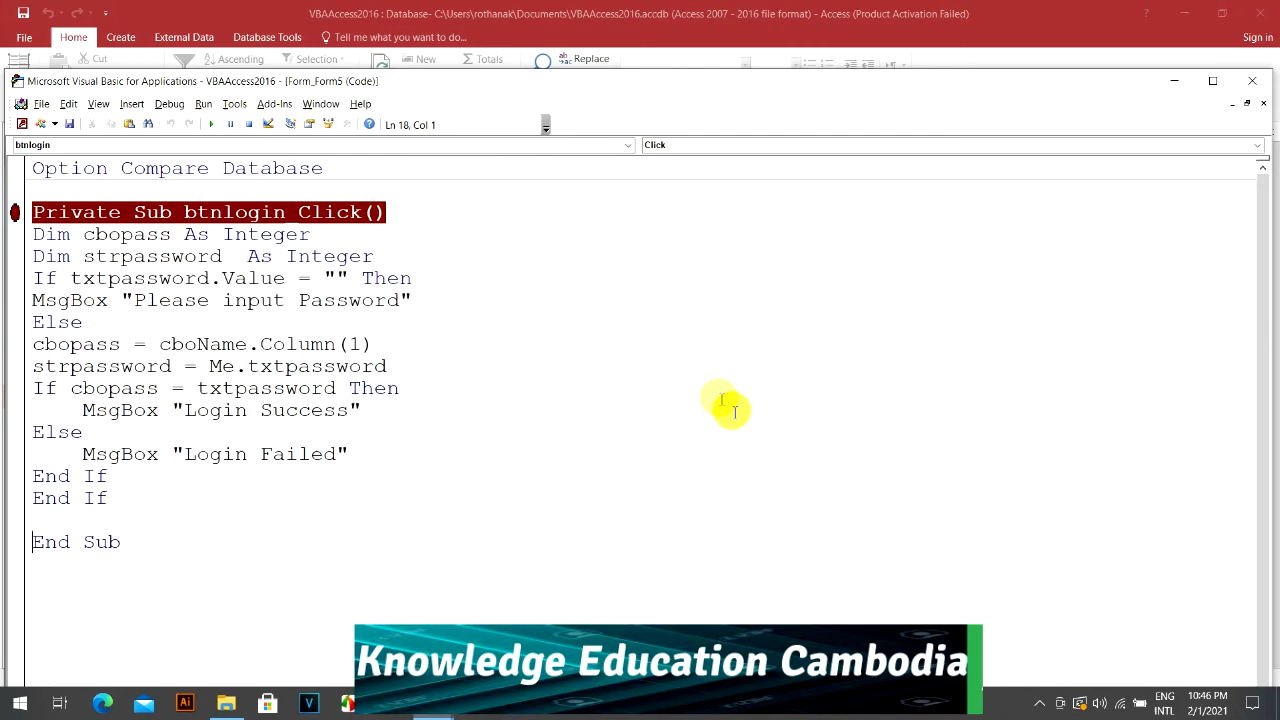 VBAAccess2016 : Database- C:\Users\rothanak\Documents\VBAAccess2016.accdb (Access 2007 - 2016 file format) - Access (Product Activation Failed)
File Home Create External Data Database Tools Tell me what you want to do... Sign in
Cut Ascending Selection New Totals Replace
Microsoft Visual Basic for Applications - VBAAccess2016 - [Form_Form5 (Code)]
File Edit View Insert Debug Run Tools Add-Ins Window Help
Ln 18, Col 1
btnlogin Click
Option Compare Database
Private Sub btnlogin_Click()
Dim cbopass As Integer
Dim strpassword  As Integer
If txtpassword.Value = "" Then
MsgBox "Please input Password"
Else
cbopass = cboName.Column(1)
strpassword = Me.txtpassword
If cbopass = txtpassword Then
MsgBox "Login Success"
Else
MsgBox "Login Failed"
End If
End If
End Sub
Knowledge Education Cambodia
ENG 10:46 PM
INTL 2/1/2021